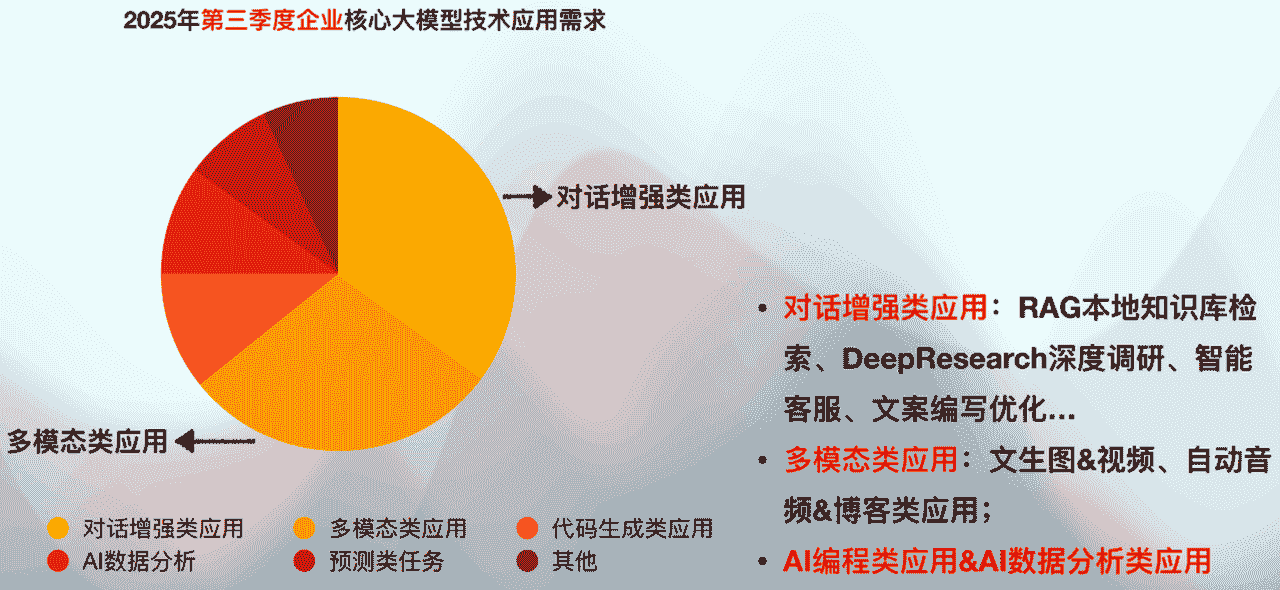 2025年第三季度企业核心大模型技术应用需求
对话增强类应用
多模态类应用
对话增强类应用
多模态类应用
代码生成类应用
AI数据分析
预测类任务
其他
• 对话增强类应用：RAG本地知识库检
索、DeepResearch深度调研、智能
客服、文案编写优化…
• 多模态类应用：文生图&视频、自动音
频&博客类应用；
• AI编程类应用&AI数据分析类应用